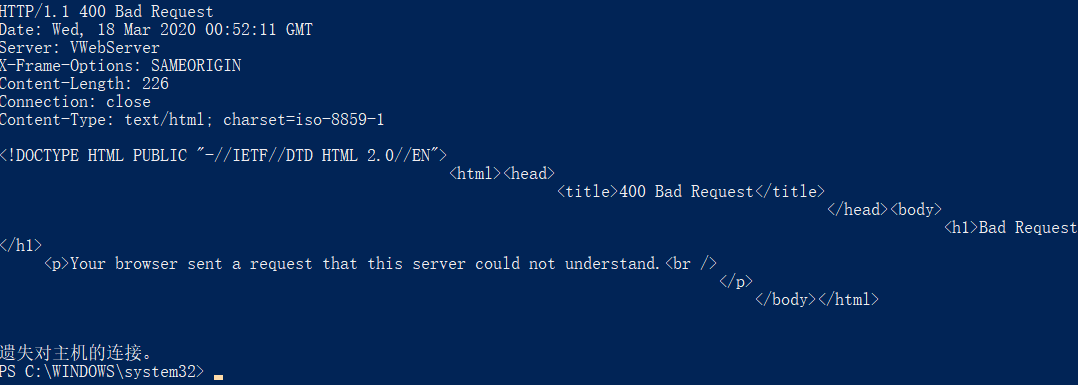 HTTP/1.1 400 Bad Request
Date: Wed, 18 Mar 2020 00:52:11 GMT
Server: VWebServer
X-Frame-Options: SAMEORIGIN
Content-Length: 226
Connection: close
Content-Type: text/html; charset=iso-8859-1
<!DOCTYPE HTML PUBLIC "-//IETF//DTD HTML 2.0//EN">
<html><head>
<title>400 Bad Request</title>
</head><body>
<h1>Bad Request
</h1>
<p>Your browser sent a request that this server could not understand.<br />
</p>
</body></html>
遗失对主机的连接。
PS C:\WINDOWS\system32>